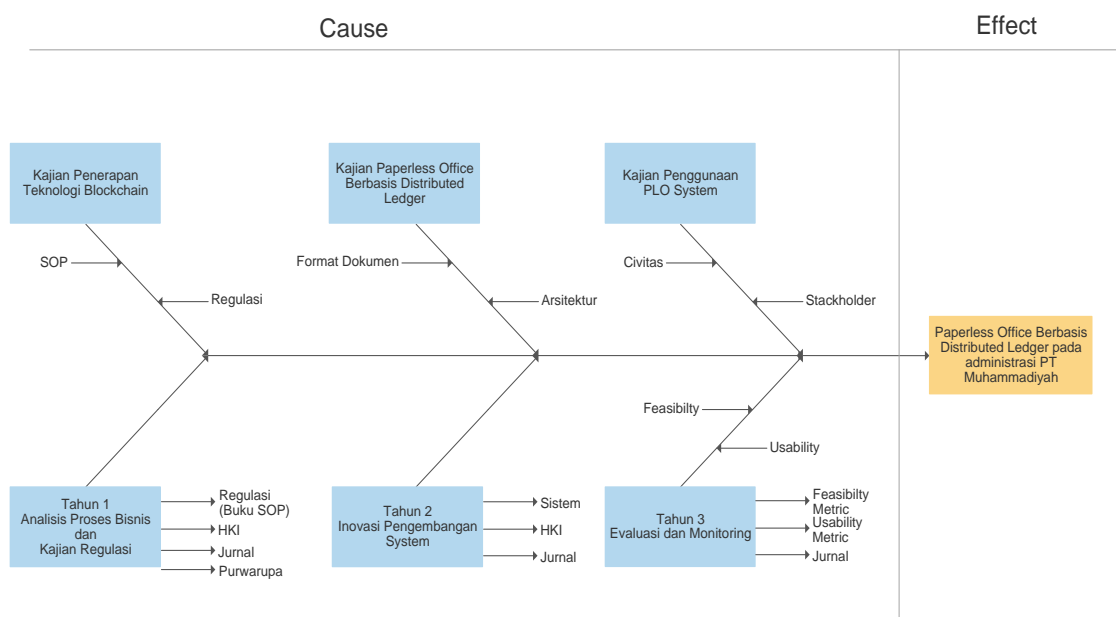 Cause
Effect
Kajian Penerapan
Teknologi Blockchain
Kajian Paperless Office
Berbasis Distributed
Ledger
Kajian Penggunaan
PLO System
SOP
Regulasi
Format Dokumen
Arsitektur
Civitas
Stackholder
Paperless Office Berbasis
Distributed Ledger pada
administrasi PT
Muhammadiyah
Feasibilty
Usability
Tahun 1
Analisis Proses Bisnis
dan
Kajian Regulasi
Regulasi
(Buku SOP)
HKI
Jurnal
Purwarupa
Tahun 2
Inovasi Pengembangan
System
Sistem
HKI
Jurnal
Tahun 3
Evaluasi dan Monitoring
Feasibilty
Metric
Usability
Metric
Jurnal